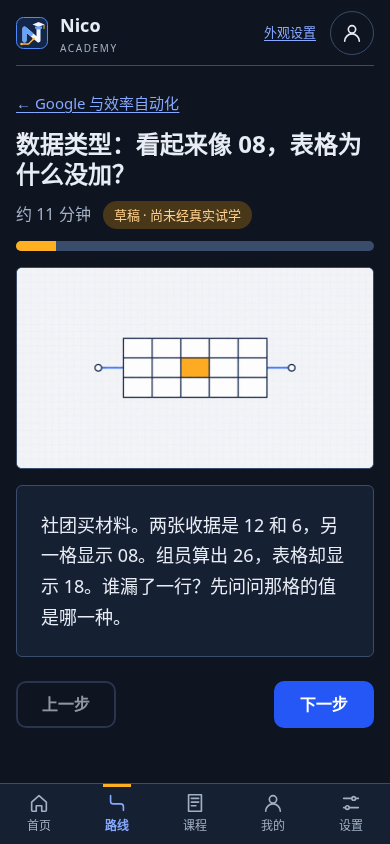 Nico
ACADEMY
外观设置
← Google 与效率自动化
数据类型：看起来像 08，表格为
什么没加？
约 11 分钟
草稿 · 尚未经真实试学
社团买材料。两张收据是 12 和 6，另
一格显示 08。组员算出 26，表格却显
示 18。谁漏了一行？先问问那格的值
是哪一种。
上一步
下一步
首页
路线
课程
我的
设置